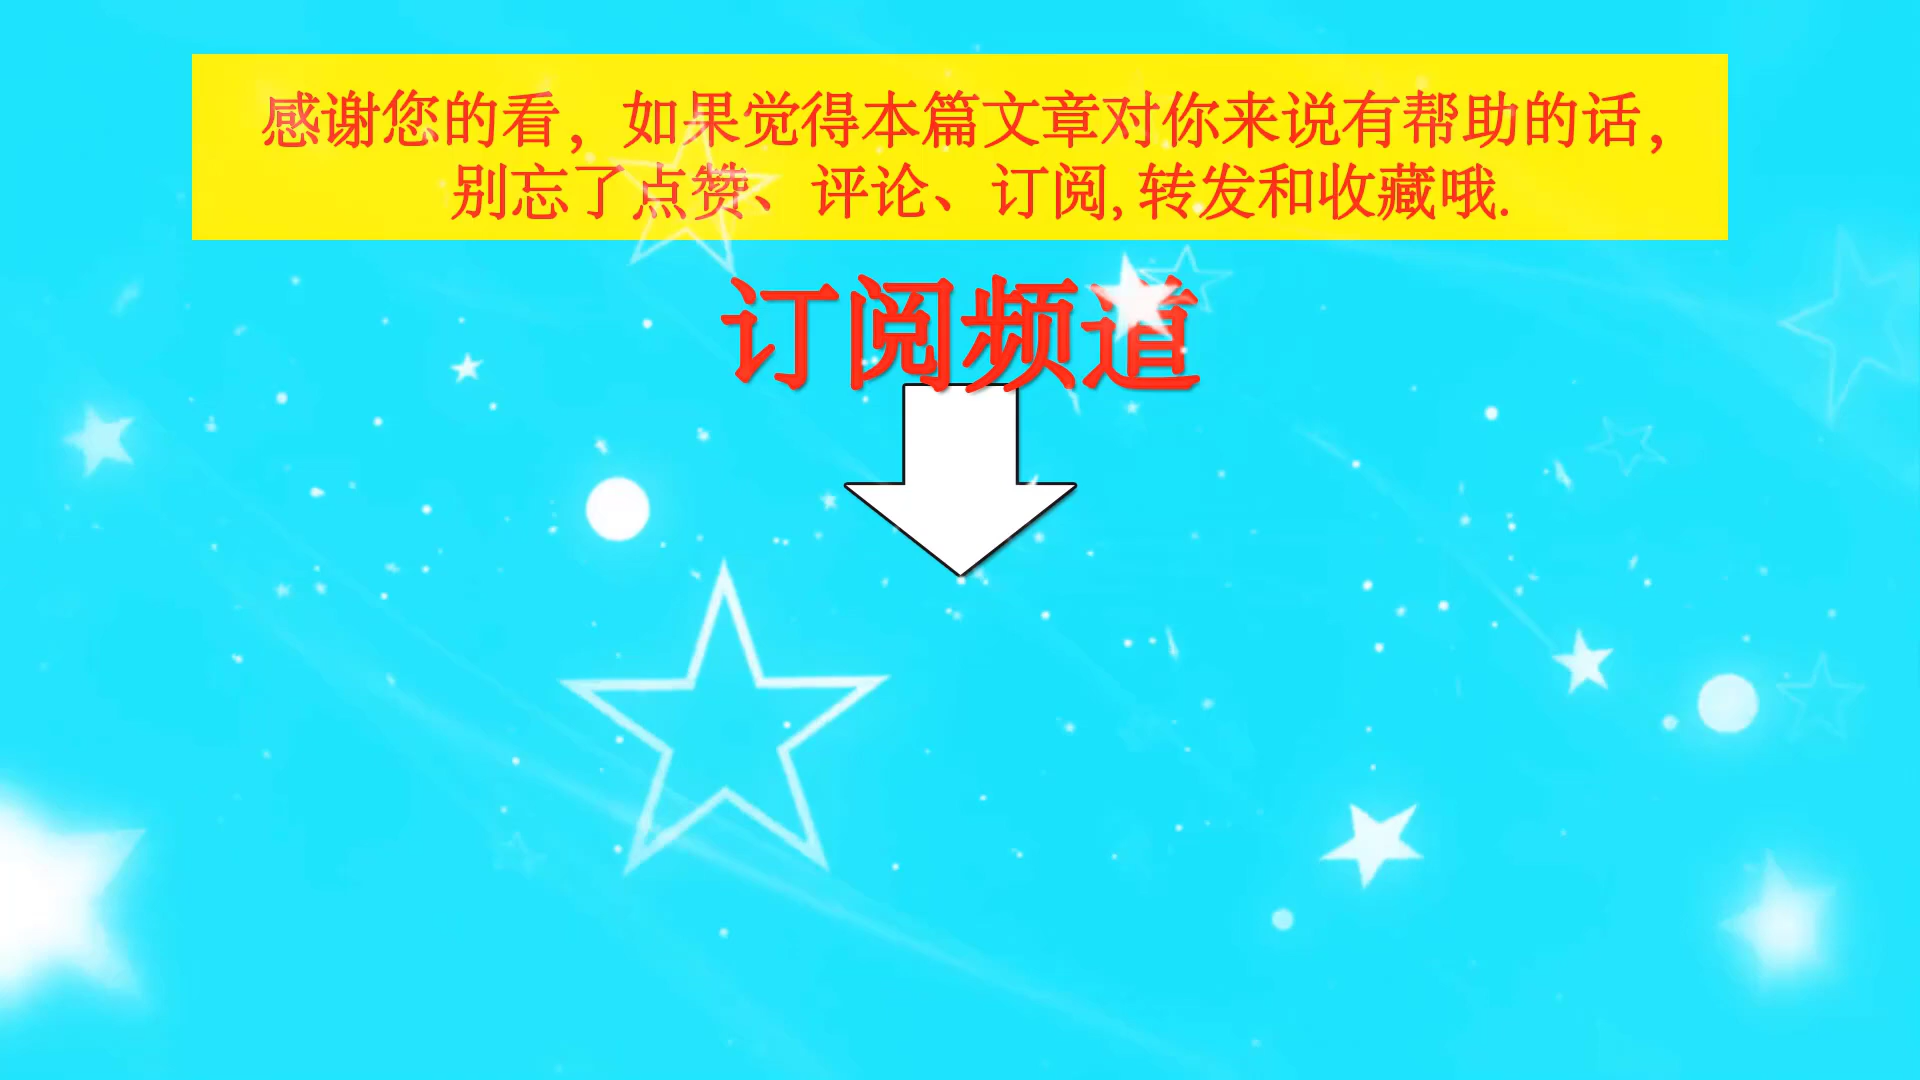 感谢您的看，如果觉得本篇文章对你来说有帮助的话，
别忘了点赞、评论、订阅,转发和收藏哦.
订阅频道